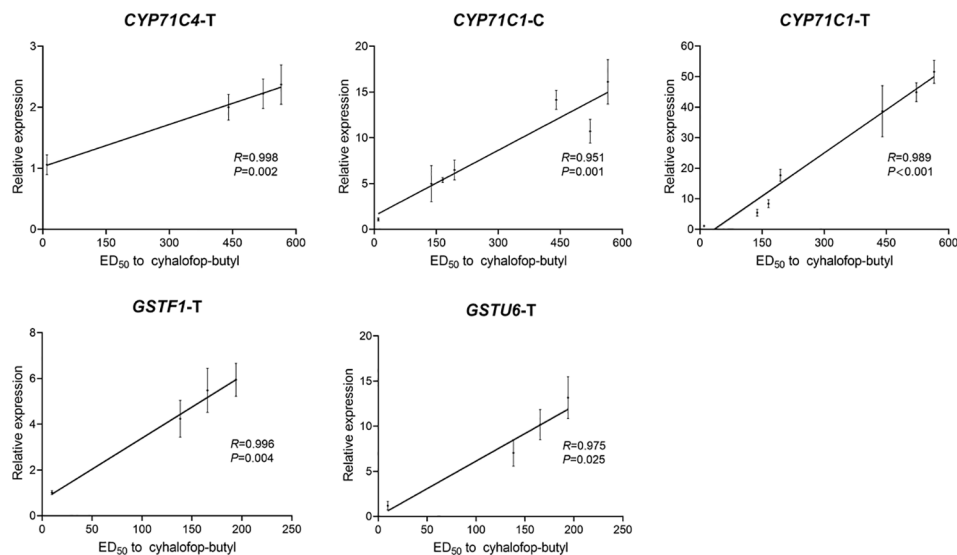 CYP71C4-T
3
2
1
0
Relative expression
R=0.998
P=0.002
0 150 300 450 600
ED50 to cyhalofop-butyl
CYP71C1-C
20
15
10
5
0
Relative expression
R=0.951
P=0.001
0 150 300 450 600
ED50 to cyhalofop-butyl
CYP71C1-T
60
50
40
30
20
10
0
Relative expression
R=0.989
P<0.001
0 150 300 450 600
ED50 to cyhalofop-butyl
GSTF1-T
8
6
4
2
0
Relative expression
R=0.996
P=0.004
0 50 100 150 200 250
ED50 to cyhalofop-butyl
GSTU6-T
20
15
10
5
0
Relative expression
R=0.975
P=0.025
0 50 100 150 200 250
ED50 to cyhalofop-butyl